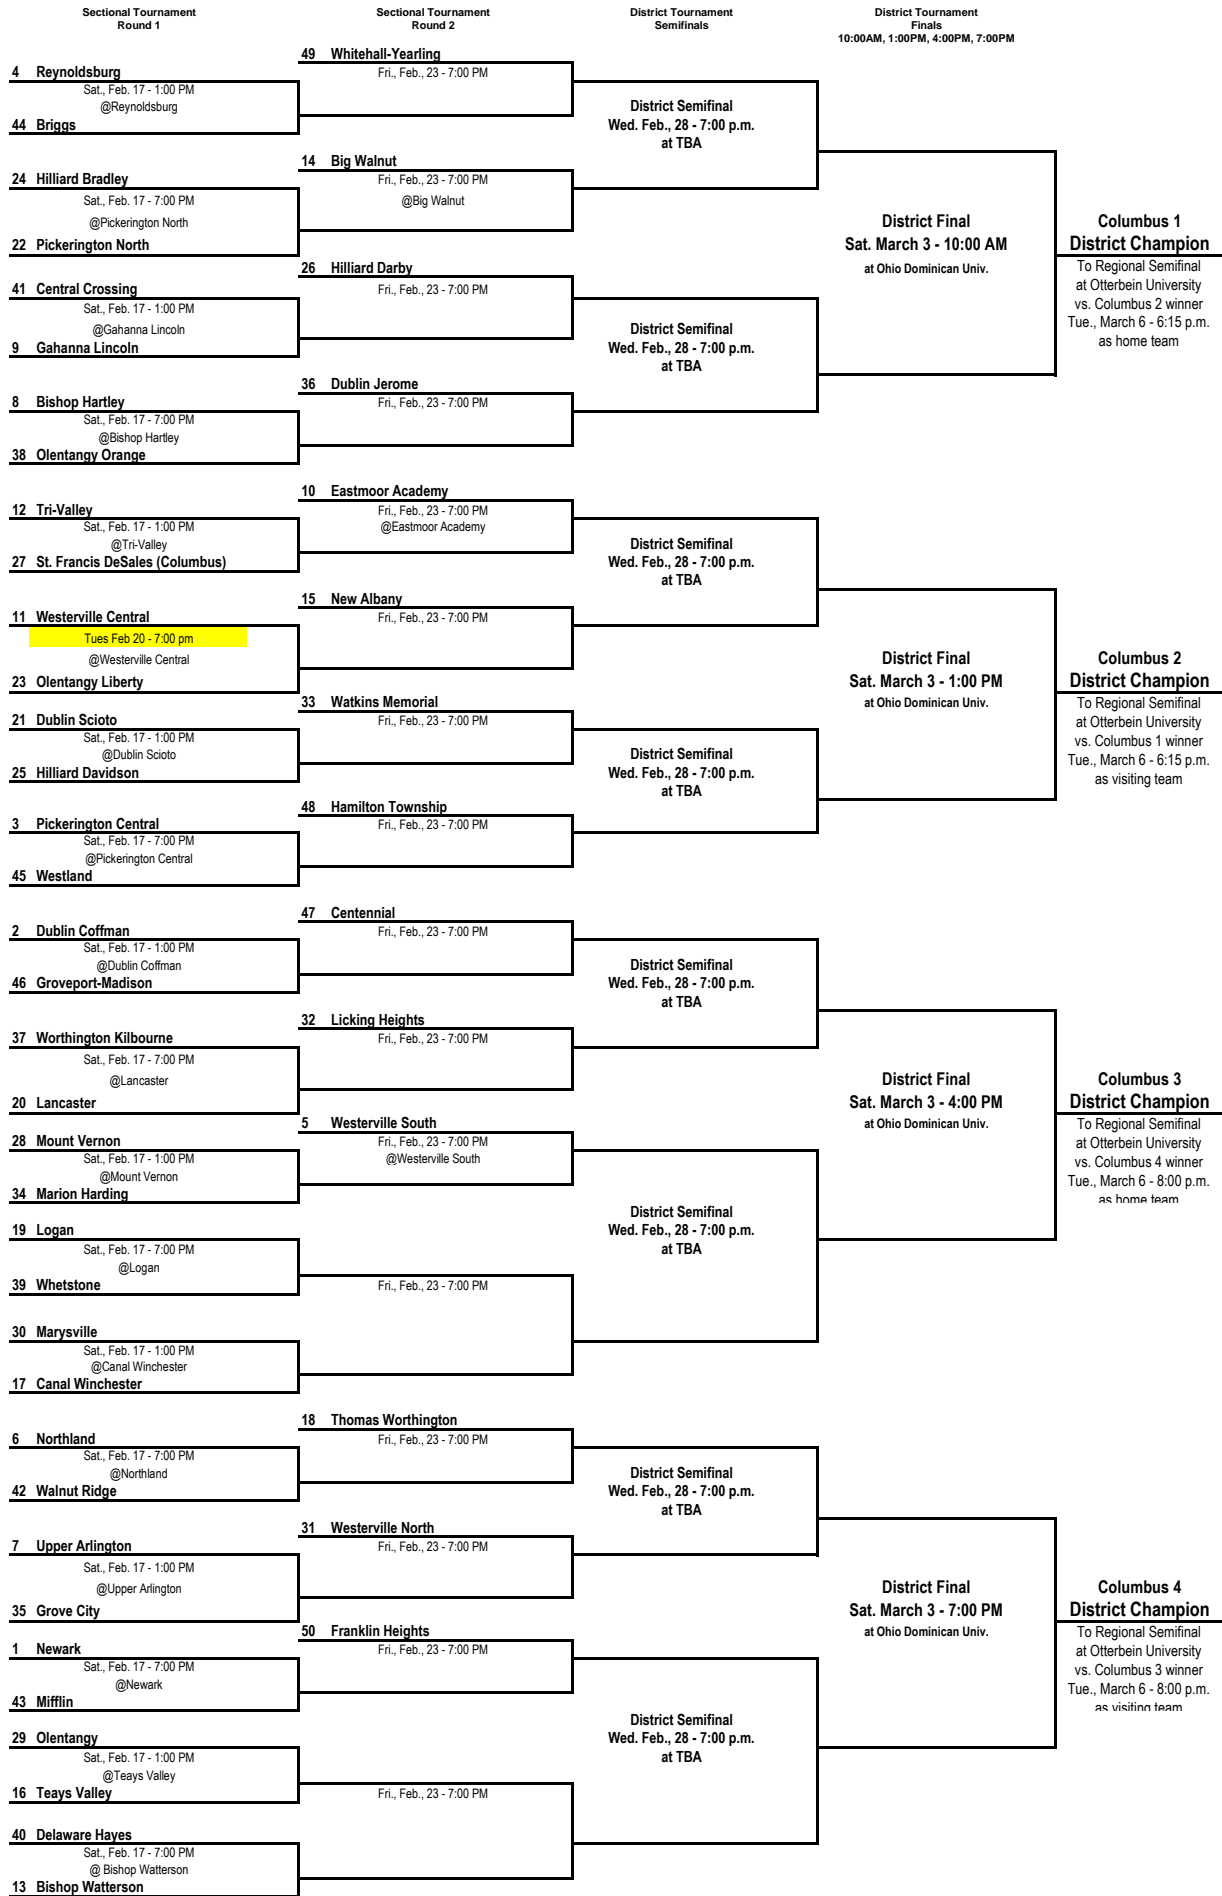 Sectional Tournament
Round 1
Sectional Tournament
Round 2
District Tournament
Semifinals
District Tournament
Finals
10:00AM, 1:00PM, 4:00PM, 7:00PM
49 Whitehall-Yearling
4 Reynoldsburg
Fri., Feb., 23 - 7:00 PM
Sat., Feb. 17 - 1:00 PM
@Reynoldsburg
44 Briggs
District Semifinal
Wed. Feb., 28 - 7:00 p.m.
at TBA
14 Big Walnut
24 Hilliard Bradley
Fri., Feb., 23 - 7:00 PM
@Big Walnut
Sat., Feb. 17 - 7:00 PM
@Pickerington North
22 Pickerington North
District Final
Sat. March 3 - 10:00 AM
at Ohio Dominican Univ.
Columbus 1
District Champion
To Regional Semifinal
at Otterbein University
vs. Columbus 2 winner
Tue., March 6 - 6:15 p.m.
as home team
26 Hilliard Darby
41 Central Crossing
Fri., Feb., 23 - 7:00 PM
Sat., Feb. 17 - 1:00 PM
@Gahanna Lincoln
9 Gahanna Lincoln
District Semifinal
Wed. Feb., 28 - 7:00 p.m.
at TBA
36 Dublin Jerome
8 Bishop Hartley
Fri., Feb., 23 - 7:00 PM
Sat., Feb. 17 - 7:00 PM
@Bishop Hartley
38 Olentangy Orange
10 Eastmoor Academy
12 Tri-Valley
Fri., Feb., 23 - 7:00 PM
@Eastmoor Academy
Sat., Feb. 17 - 1:00 PM
@Tri-Valley
27 St. Francis DeSales (Columbus)
District Semifinal
Wed. Feb., 28 - 7:00 p.m.
at TBA
15 New Albany
11 Westerville Central
Fri., Feb., 23 - 7:00 PM
Tues Feb 20 - 7:00 pm
@Westerville Central
23 Olentangy Liberty
District Final
Sat. March 3 - 1:00 PM
at Ohio Dominican Univ.
Columbus 2
District Champion
To Regional Semifinal
at Otterbein University
vs. Columbus 1 winner
Tue., March 6 - 6:15 p.m.
as visiting team
33 Watkins Memorial
21 Dublin Scioto
Fri., Feb., 23 - 7:00 PM
Sat., Feb. 17 - 1:00 PM
@Dublin Scioto
25 Hilliard Davidson
District Semifinal
Wed. Feb., 28 - 7:00 p.m.
at TBA
48 Hamilton Township
3 Pickerington Central
Fri., Feb., 23 - 7:00 PM
Sat., Feb. 17 - 7:00 PM
@Pickerington Central
45 Westland
47 Centennial
2 Dublin Coffman
Fri., Feb., 23 - 7:00 PM
Sat., Feb. 17 - 1:00 PM
@Dublin Coffman
46 Groveport-Madison
District Semifinal
Wed. Feb., 28 - 7:00 p.m.
at TBA
32 Licking Heights
37 Worthington Kilbourne
Fri., Feb., 23 - 7:00 PM
Sat., Feb. 17 - 7:00 PM
@Lancaster
20 Lancaster
District Final
Sat. March 3 - 4:00 PM
at Ohio Dominican Univ.
Columbus 3
District Champion
To Regional Semifinal
at Otterbein University
vs. Columbus 4 winner
Tue., March 6 - 8:00 p.m.
as home team
5 Westerville South
28 Mount Vernon
Fri., Feb., 23 - 7:00 PM
@Westerville South
Sat., Feb. 17 - 1:00 PM
@Mount Vernon
34 Marion Harding
District Semifinal
Wed. Feb., 28 - 7:00 p.m.
at TBA
19 Logan
Sat., Feb. 17 - 7:00 PM
@Logan
39 Whetstone
Fri., Feb., 23 - 7:00 PM
30 Marysville
Sat., Feb. 17 - 1:00 PM
@Canal Winchester
17 Canal Winchester
18 Thomas Worthington
6 Northland
Fri., Feb., 23 - 7:00 PM
Sat., Feb. 17 - 7:00 PM
@Northland
42 Walnut Ridge
District Semifinal
Wed. Feb., 28 - 7:00 p.m.
at TBA
31 Westerville North
7 Upper Arlington
Fri., Feb., 23 - 7:00 PM
Sat., Feb. 17 - 1:00 PM
@Upper Arlington
35 Grove City
District Final
Sat. March 3 - 7:00 PM
at Ohio Dominican Univ.
Columbus 4
District Champion
To Regional Semifinal
at Otterbein University
vs. Columbus 3 winner
Tue., March 6 - 8:00 p.m.
as visiting team
50 Franklin Heights
1 Newark
Fri., Feb., 23 - 7:00 PM
Sat., Feb. 17 - 7:00 PM
@Newark
43 Mifflin
District Semifinal
Wed. Feb., 28 - 7:00 p.m.
at TBA
29 Olentangy
Sat., Feb. 17 - 1:00 PM
@Teays Valley
16 Teays Valley
Fri., Feb., 23 - 7:00 PM
40 Delaware Hayes
Sat., Feb. 17 - 7:00 PM
@ Bishop Watterson
13 Bishop Watterson